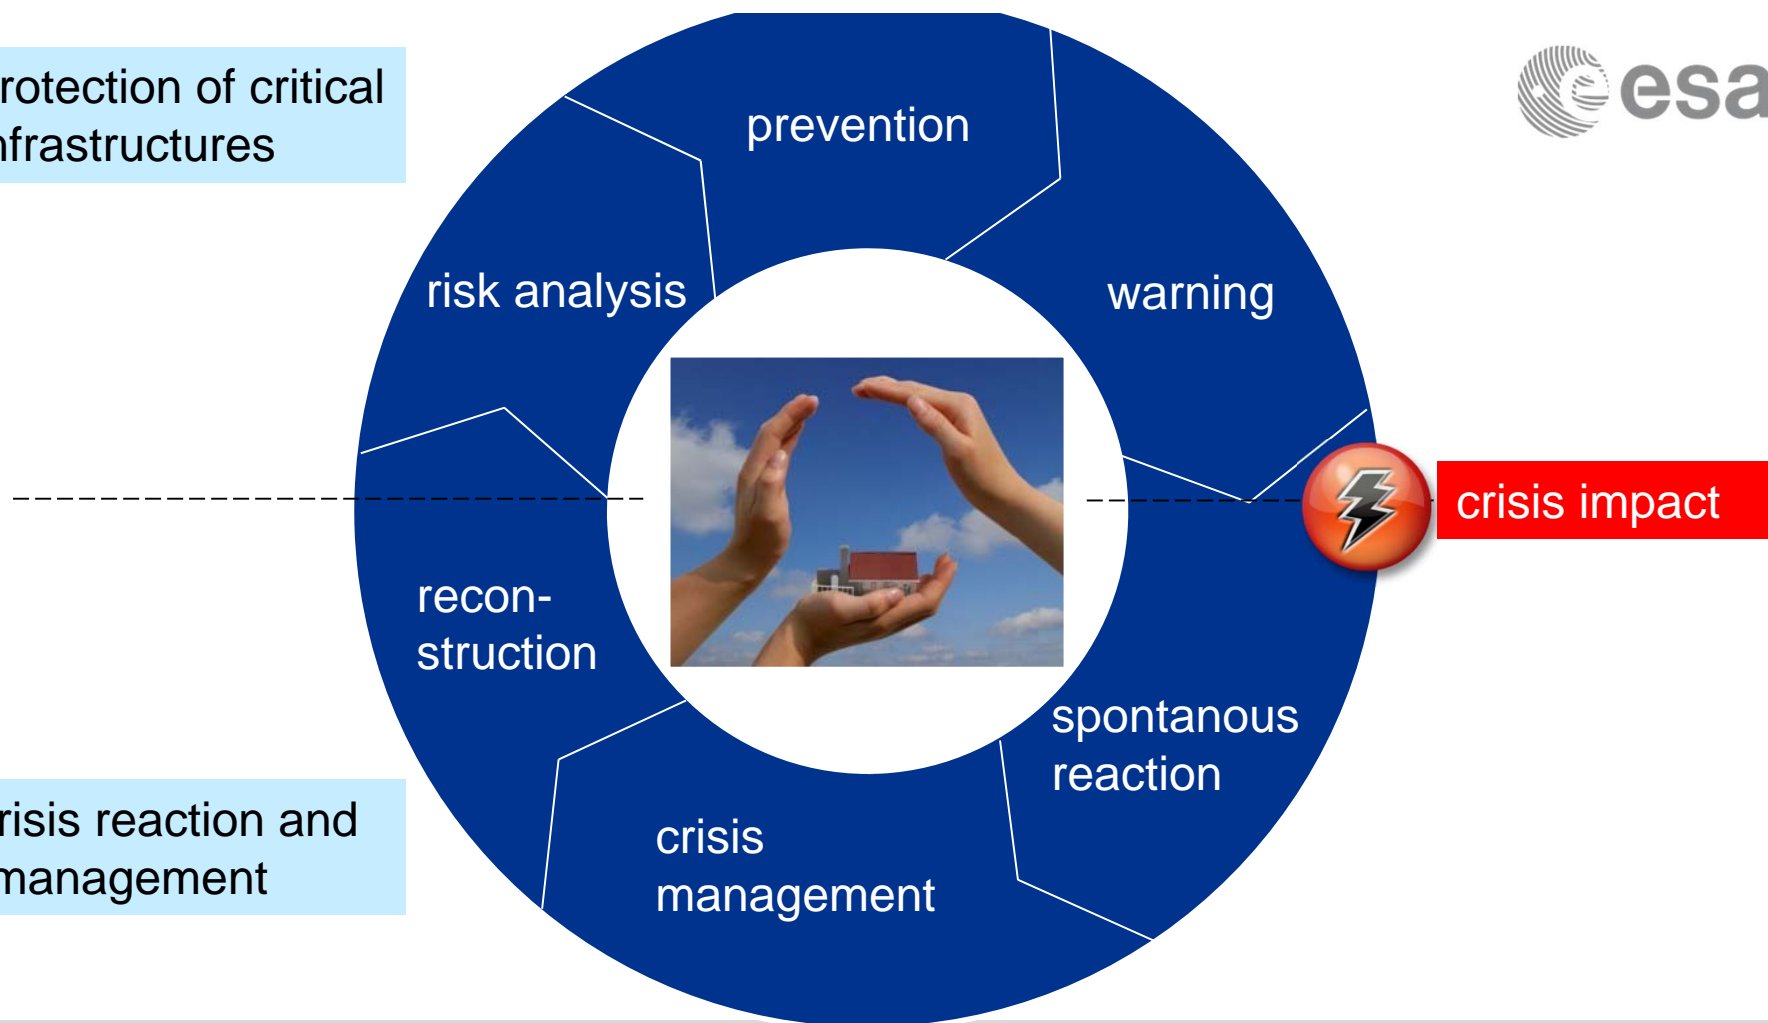 rotection of critical
nfrastructures
esa
prevention
risk analysis
warning
crisis impact
recon-
struction
spontanous
reaction
crisis
management
risis reaction and
management